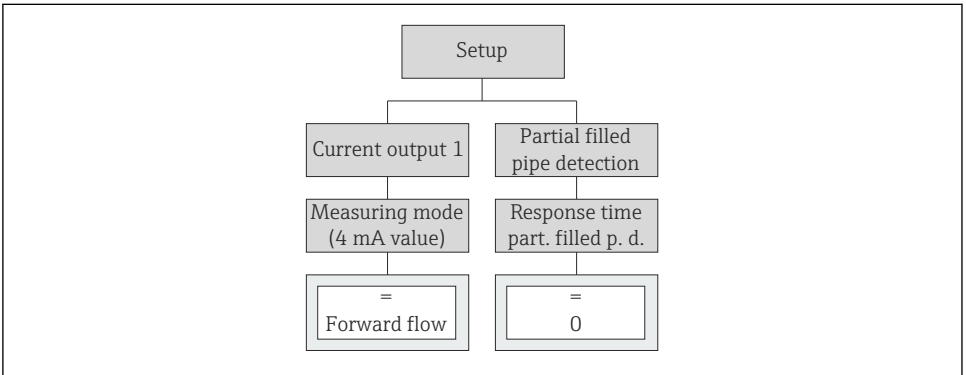 Setup
Current output 1
Partial filled
pipe detection
Measuring mode
(4 mA value)
Response time
part. filled p. d.
=
Forward flow
=
0